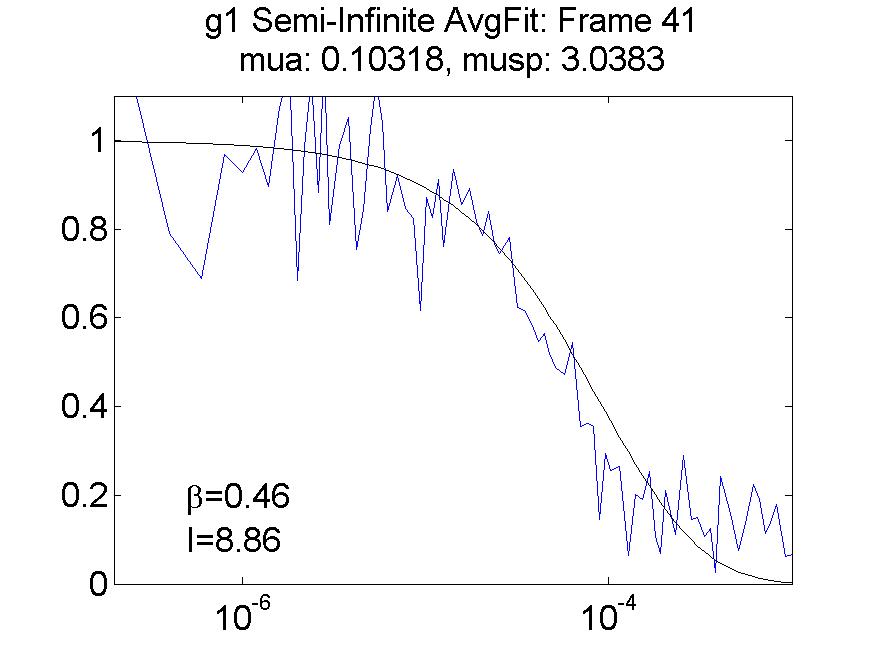 g1 Semi-Infinite AvgFit: Frame 41
mua: 0.10318, musp: 3.0383
1
0.8
0.6
0.4
0.2
0
β=0.46
I=8.86
10^-6
10^-4